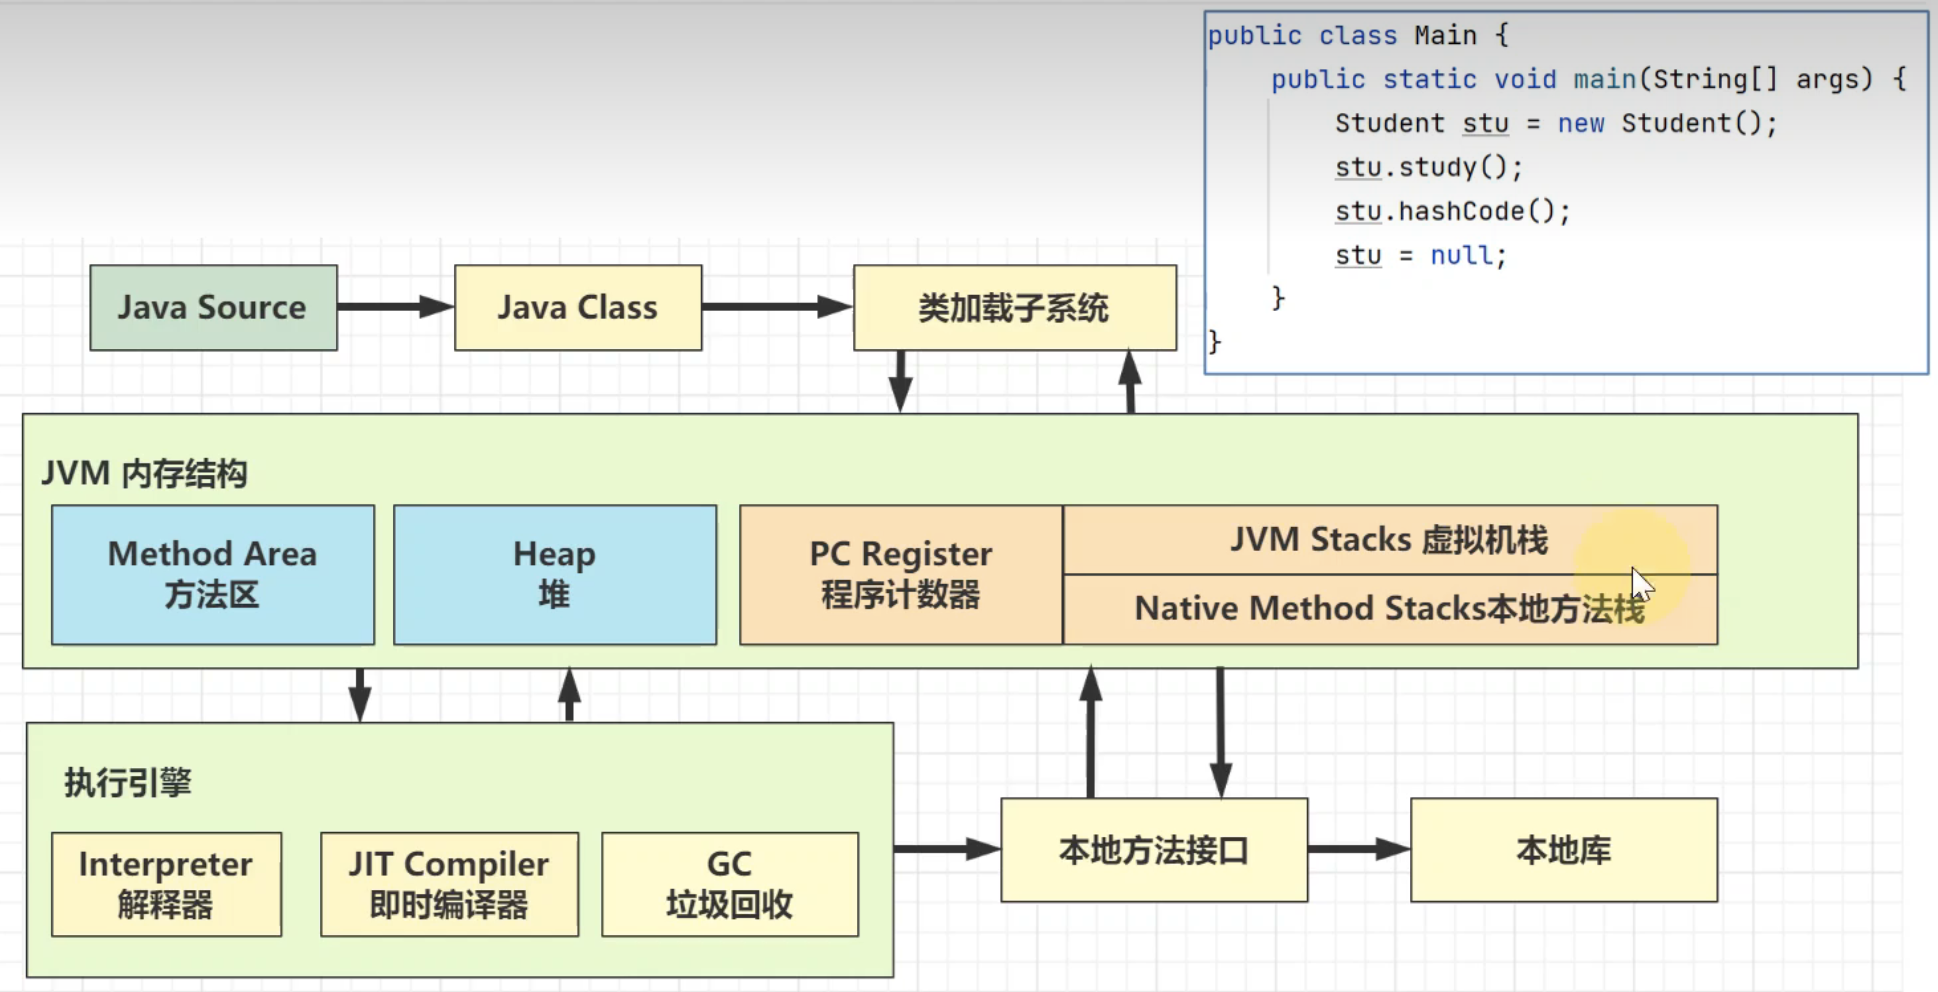 public class Main {
public static void main(String[] args) {
Student stu = new Student();
stu.study();
stu.hashCode();
stu = null;
}
}
Java Source
Java Class
类加载子系统
JVM 内存结构
Method Area
方法区
Heap
堆
PC Register
程序计数器
JVM Stacks 虚拟机栈
Native Method Stacks本地方法栈
执行引擎
Interpreter
解释器
JIT Compiler
即时编译器
GC
垃圾回收
本地方法接口
本地库